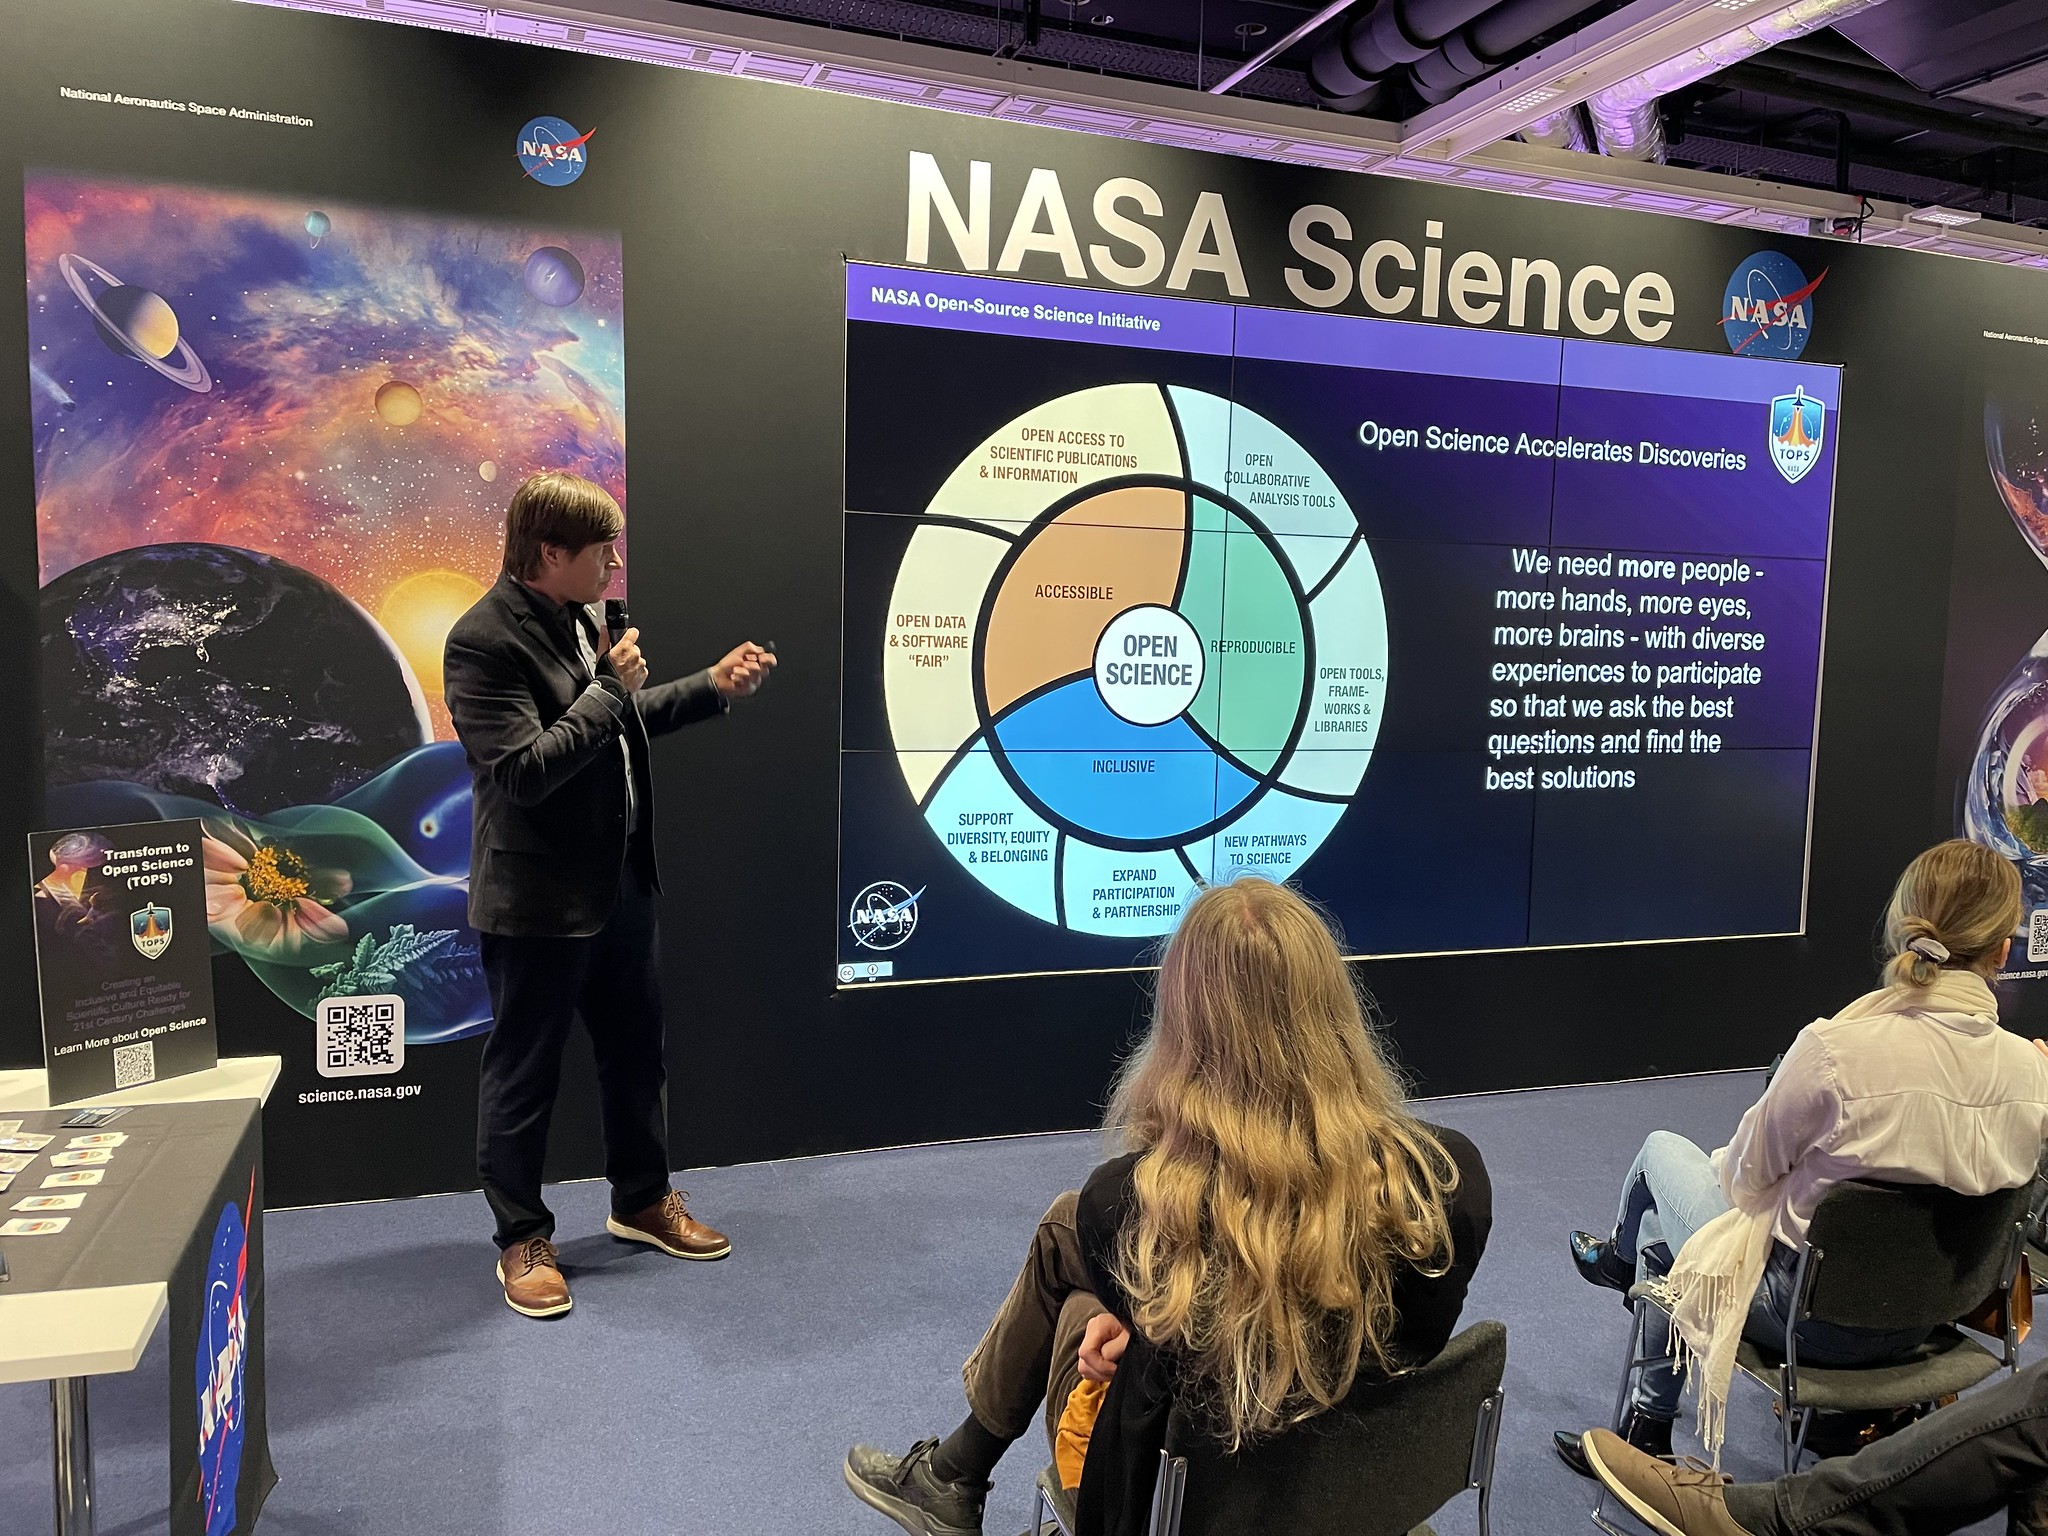 National Aeronautics Space Administration
NASA
NASA Science
NASA
National Aeronautics Space
NASA Open-Source Science Initiative
Open Science Accelerates Discoveries
TOPS
NASA
OPEN ACCESS TO
SCIENTIFIC PUBLICATIONS
& INFORMATION
OPEN
COLLABORATIVE
ANALYSIS TOOLS
OPEN DATA
& SOFTWARE
“FAIR”
ACCESSIBLE
OPEN
SCIENCE
REPRODUCIBLE
OPEN TOOLS,
FRAME-
WORKS &
LIBRARIES
INCLUSIVE
SUPPORT
DIVERSITY, EQUITY
& BELONGING
EXPAND
PARTICIPATION
& PARTNERSHIP
NEW PATHWAYS
TO SCIENCE
We need more people -
more hands, more eyes,
more brains - with diverse
experiences to participate
so that we ask the best
questions and find the
best solutions
NASA
cc
BY
Transform to
Open Science
(TOPS)
TOPS
Creating an
Inclusive and Equitable
Scientific Culture Ready for
21st Century Challenges
Learn More about Open Science
science.nasa.gov
science.nasa.gov
NASA